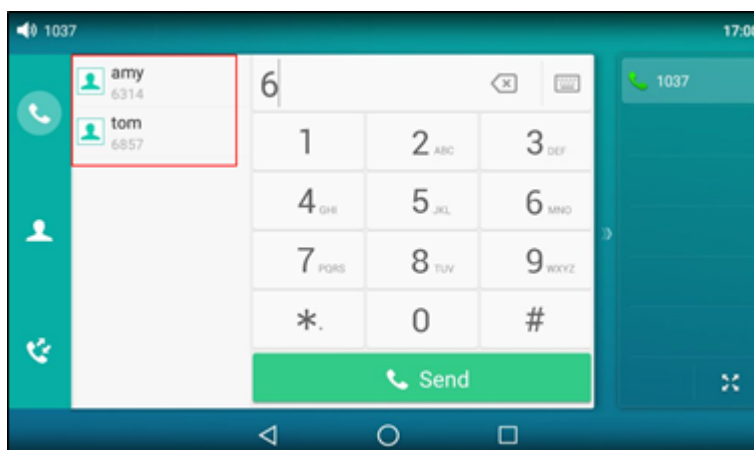 1037
17:08
amy
6314
tom
6857
6
1037
1
2 ABC
3 DEF
4 GHI
5 JKL
6 MNO
7 PQRS
8 TUV
9 WXYZ
*.
0
#
Send